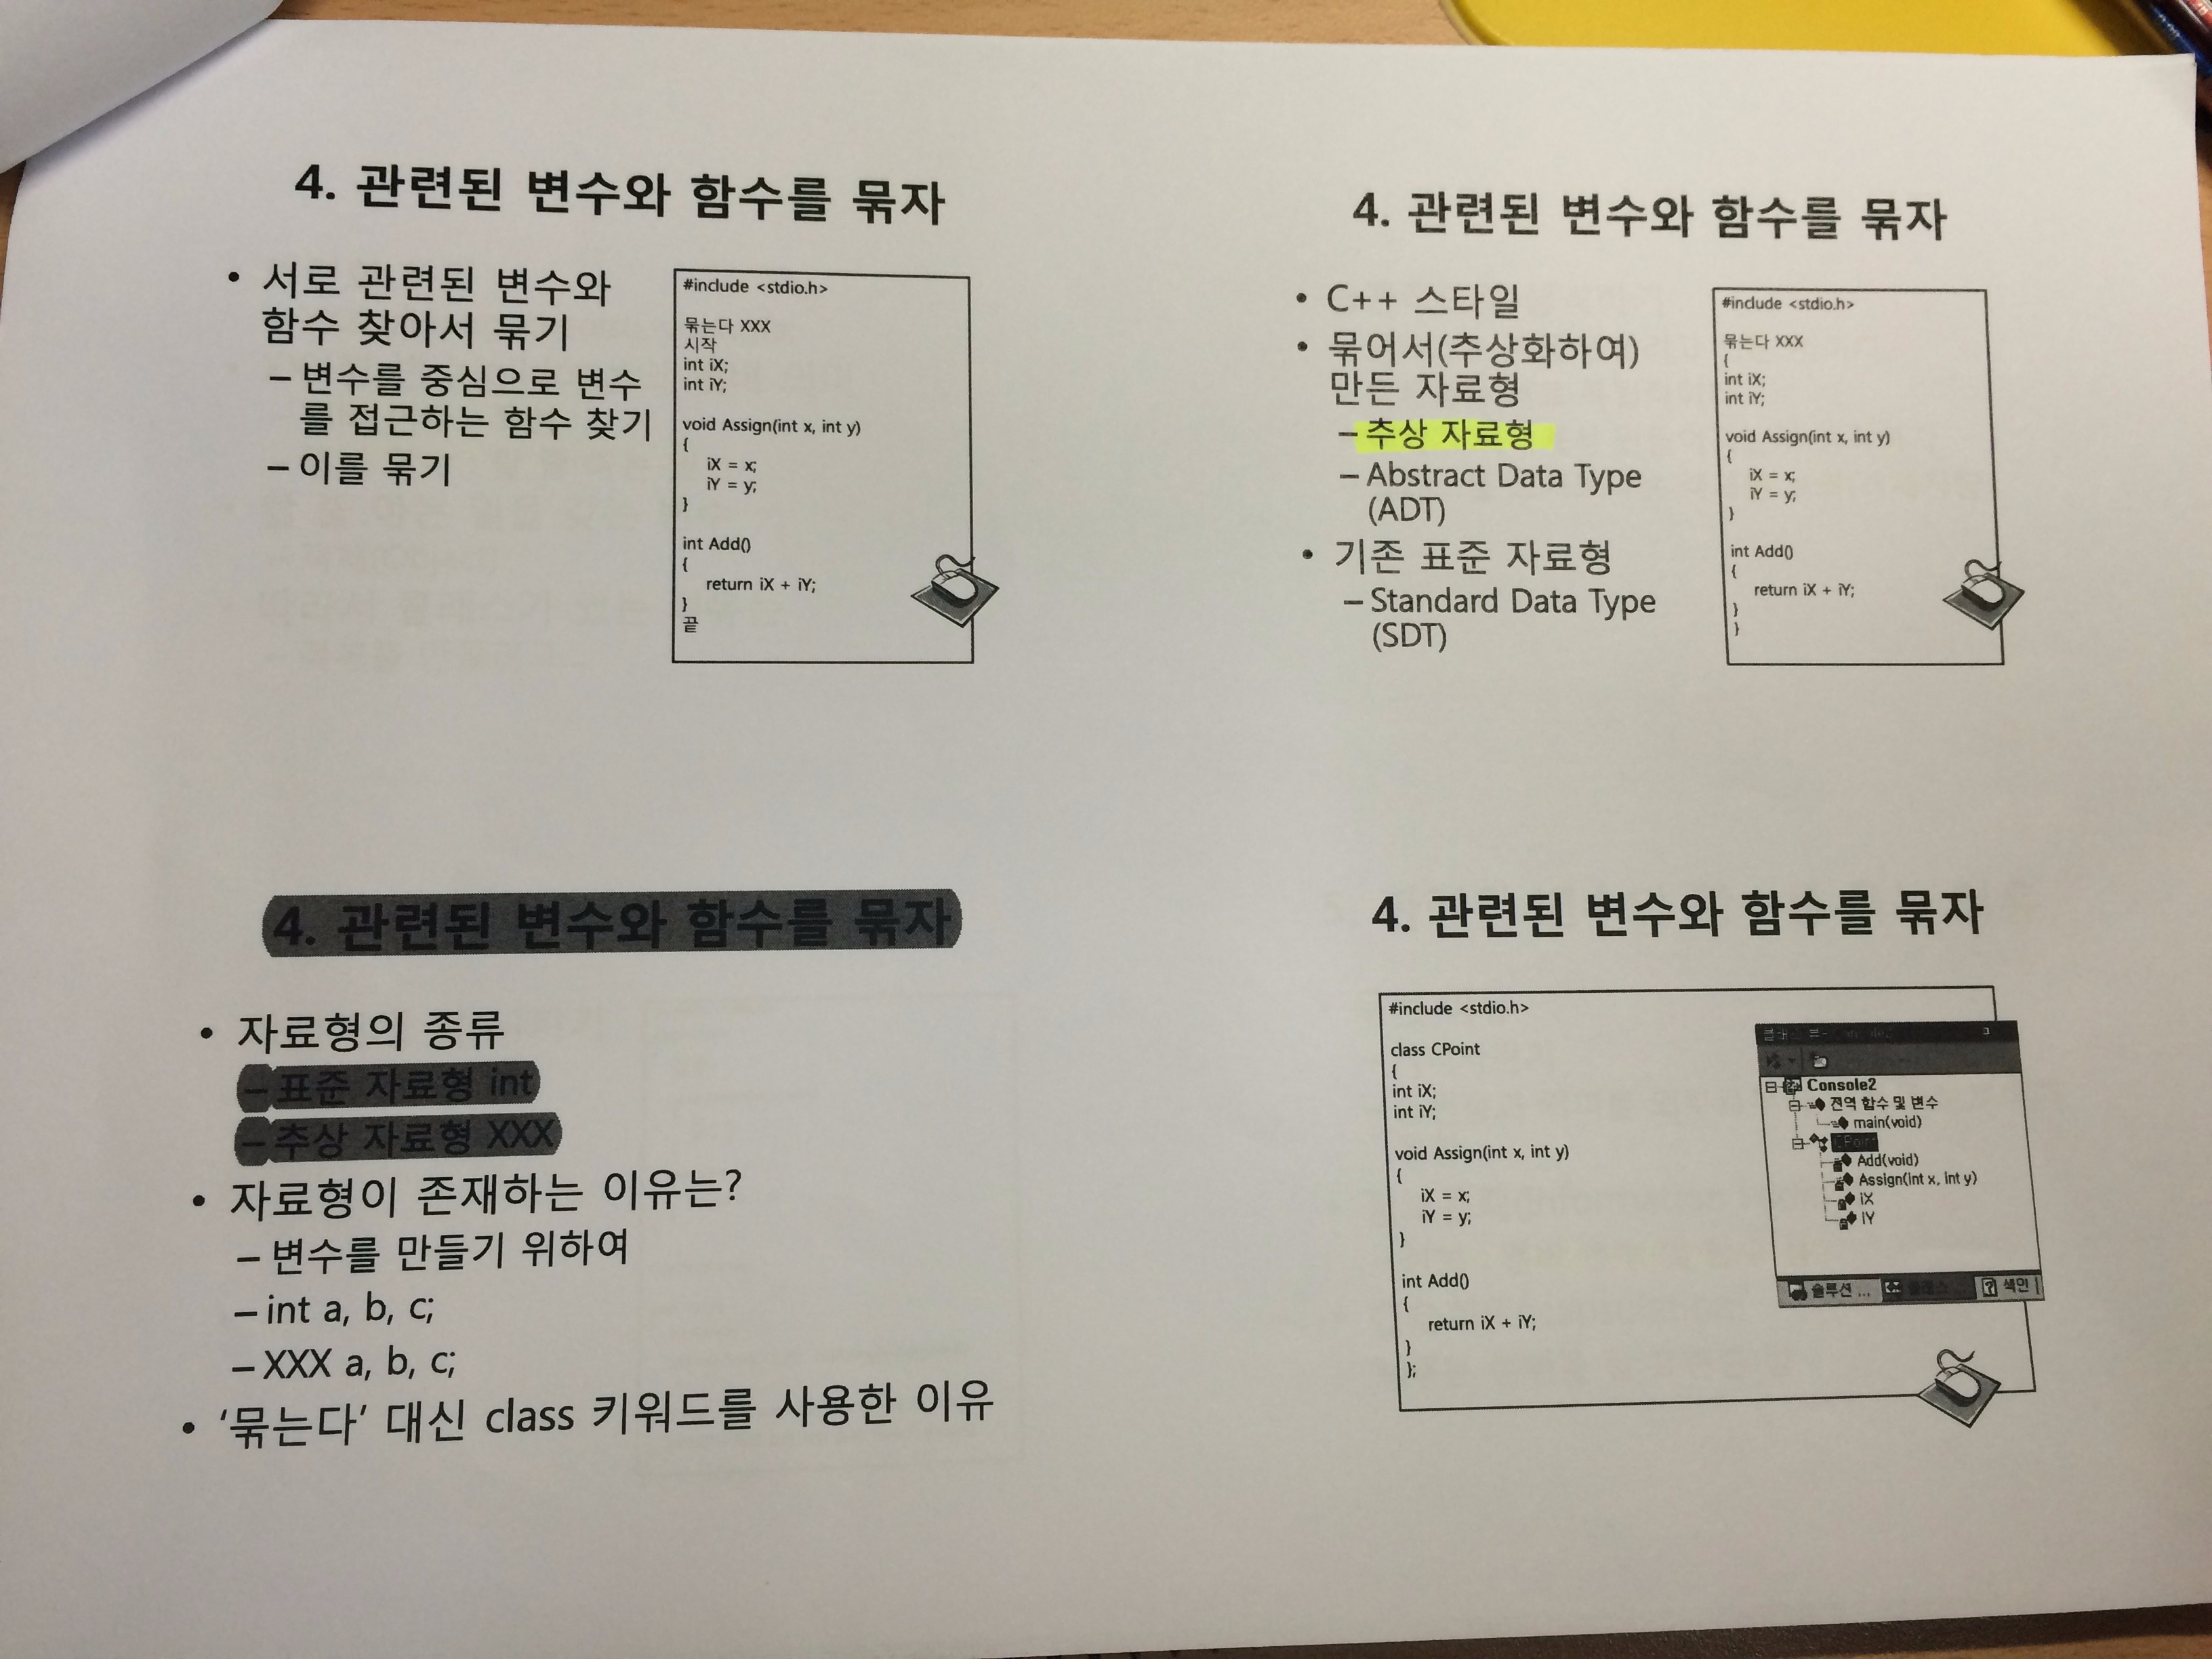 4. 관련된 변수와 함수를 묶자
• 서로 관련된 변수와
함수 찾아서 묶기
– 변수를 중심으로 변수
를 접근하는 함수 찾기
– 이를 묶기
#include <stdio.h>
묶는다 XXX
시작
int iX;
int iY;
void Assign(int x, int y)
{
iX = x;
iY = y;
}
int Add()
{
return iX + iY;
}
끝
4. 관련된 변수와 함수를 묶자
• C++ 스타일
• 묶어서(추상화하여)
만든 자료형
– 추상 자료형
– Abstract Data Type
(ADT)
• 기존 표준 자료형
– Standard Data Type
(SDT)
#include <stdio.h>
묶는다 XXX
{
int iX;
int iY;
void Assign(int x, int y)
{
iX = x;
iY = y;
}
int Add()
{
return iX + iY;
}
}
4. 관련된 변수와 함수를 묶자
• 자료형의 종류
– 표준 자료형 int
– 추상 자료형 XXX
• 자료형이 존재하는 이유는?
– 변수를 만들기 위하여
– int a, b, c;
– XXX a, b, c;
• ‘묶는다’ 대신 class 키워드를 사용한 이유
4. 관련된 변수와 함수를 묶자
#include <stdio.h>
class CPoint
{
int iX;
int iY;
void Assign(int x, int y)
{
iX = x;
iY = y;
}
int Add()
{
return iX + iY;
}
};
Console2
전역 함수 및 변수
main(void)
CPoint
Add(void)
Assign(int x, int y)
iX
iY
솔루션 ...
색인